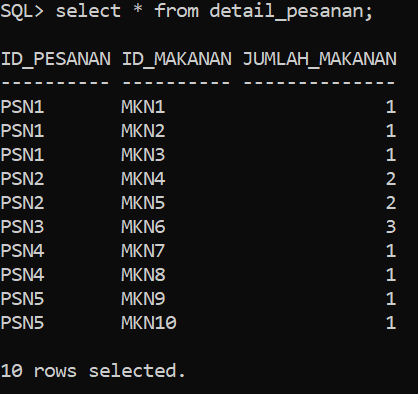 SQL> select * from detail_pesanan;
ID_PESANAN ID_MAKANAN JUMLAH_MAKANAN
---------- ---------- --------------
PSN1       MKN1                    1
PSN1       MKN2                    1
PSN1       MKN3                    1
PSN2       MKN4                    2
PSN2       MKN5                    2
PSN3       MKN6                    3
PSN4       MKN7                    1
PSN4       MKN8                    1
PSN5       MKN9                    1
PSN5       MKN10                   1
10 rows selected.